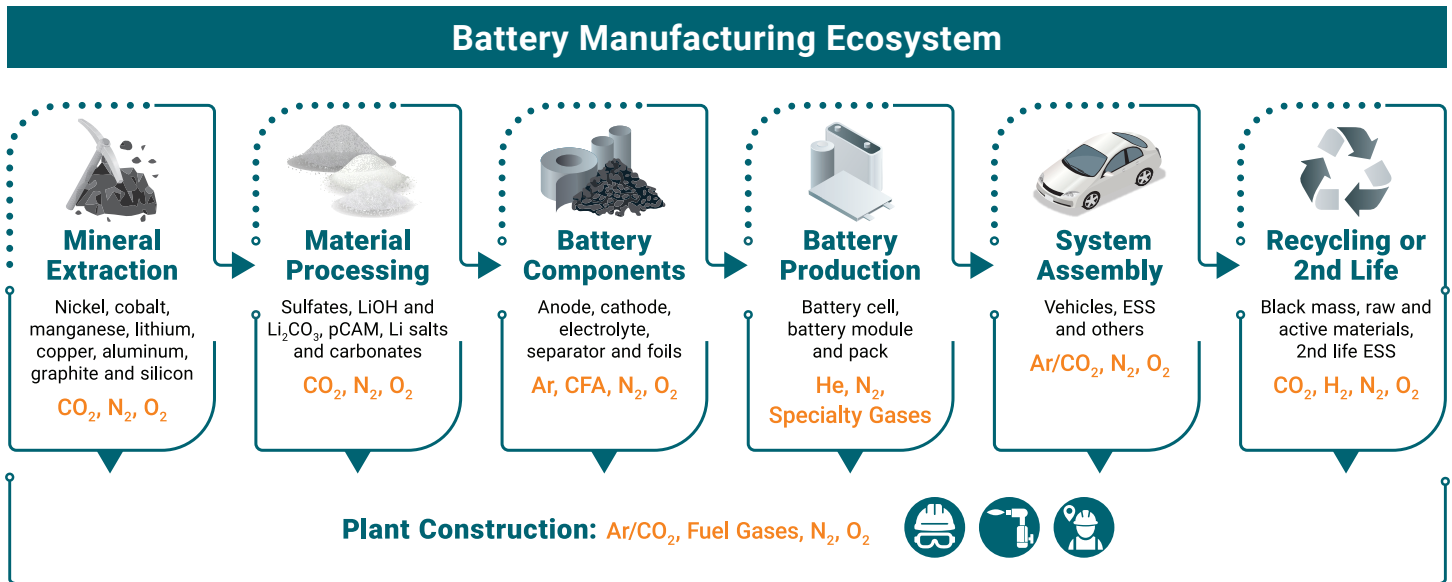 Battery Manufacturing Ecosystem
Mineral
Extraction
Nickel, cobalt,
manganese, lithium,
copper, aluminum,
graphite and silicon
CO₂, N₂, O₂
Material
Processing
Sulfates, LiOH and
Li₂CO₃, pCAM, Li salts
and carbonates
CO₂, N₂, O₂
Battery
Components
Anode, cathode,
electrolyte,
separator and foils
Ar, CFA, N₂, O₂
Battery
Production
Battery cell,
battery module
and pack
He, N₂,
Specialty Gases
System
Assembly
Vehicles, ESS
and others
Ar/CO₂, N₂, O₂
Recycling or
2nd Life
Black mass, raw and
active materials,
2nd life ESS
CO₂, H₂, N₂, O₂
Plant Construction: Ar/CO₂, Fuel Gases, N₂, O₂